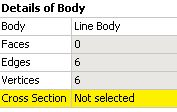 Details of Body
Body Line Body
Faces 0
Edges 6
Vertices 6
Cross Section Not selected